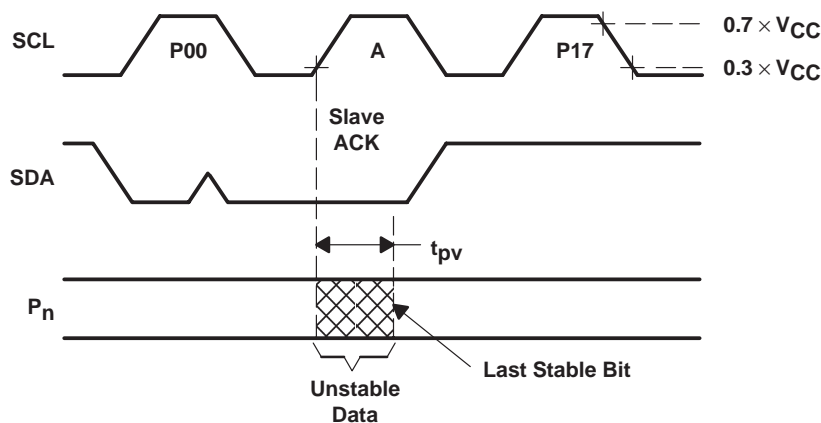 SCL
P00
A
P17
0.7 × VCC
0.3 × VCC
Slave
ACK
SDA
tpv
Pn
Last Stable Bit
Unstable
Data